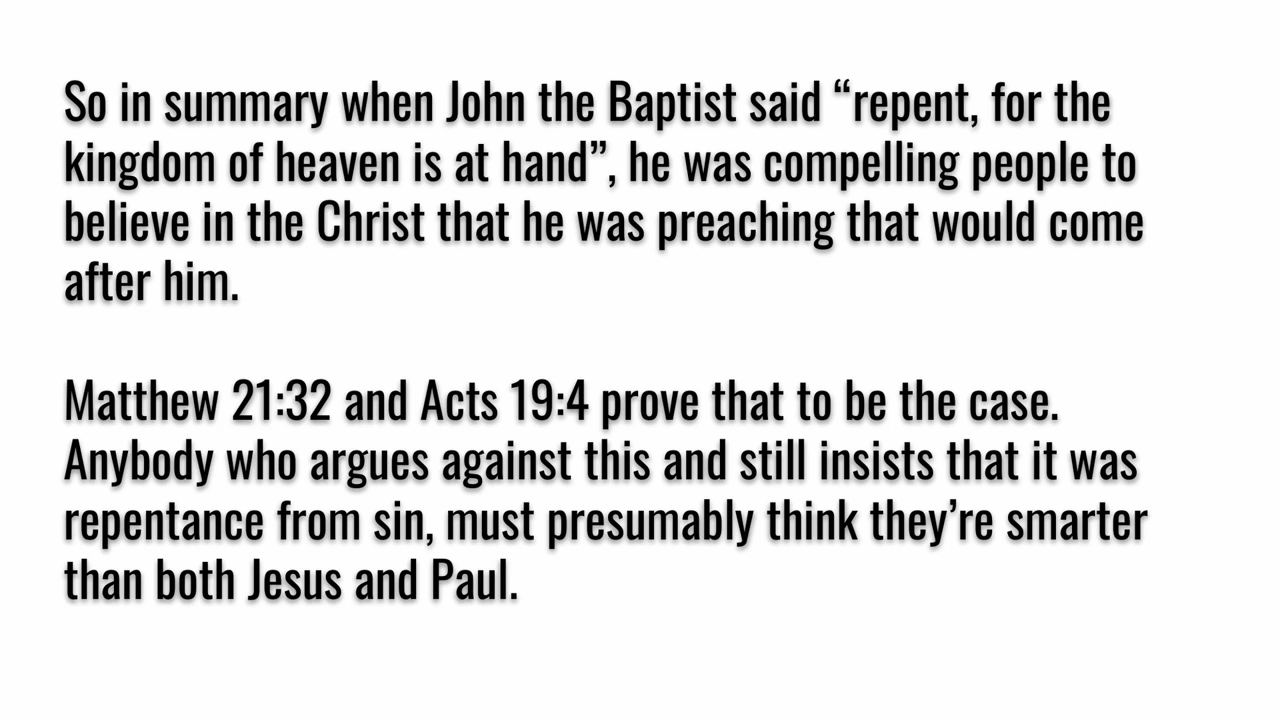 So in summary when John the Baptist said “repent, for the
kingdom of heaven is at hand”, he was compelling people to
believe in the Christ that he was preaching that would come
after him.
Matthew 21:32 and Acts 19:4 prove that to be the case.
Anybody who argues against this and still insists that it was
repentance from sin, must presumably think they’re smarter
than both Jesus and Paul.